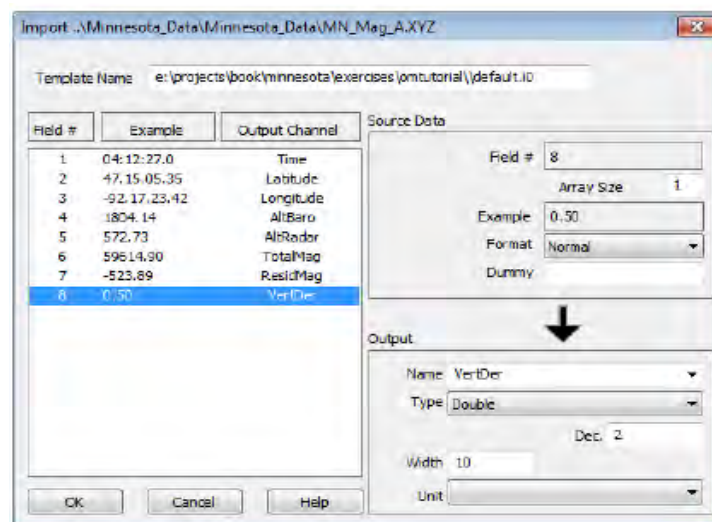 Import ..\Minnesota_Data\Minnesota_Data\MN_Mag_A.XYZ
Template Name e:\projects\book\minnesota\exercises\omtutorial\\default.i0
Field # Example Output Channel
1 04:12:27.0 Time
2 47.15.05.35 Latitude
3 -92.17.23.42 Longitude
4 1804.14 AltBaro
5 572.73 AltRadar
6 59614.90 TotalMag
7 -523.89 ResidMag
8 0.50 VertDer
OK Cancel Help
Source Data
Field # 8
Array Size 1
Example 0.50
Format Normal
Dummy
Output
Name VertDer
Type Double
Dec. 2
Width 10
Unit